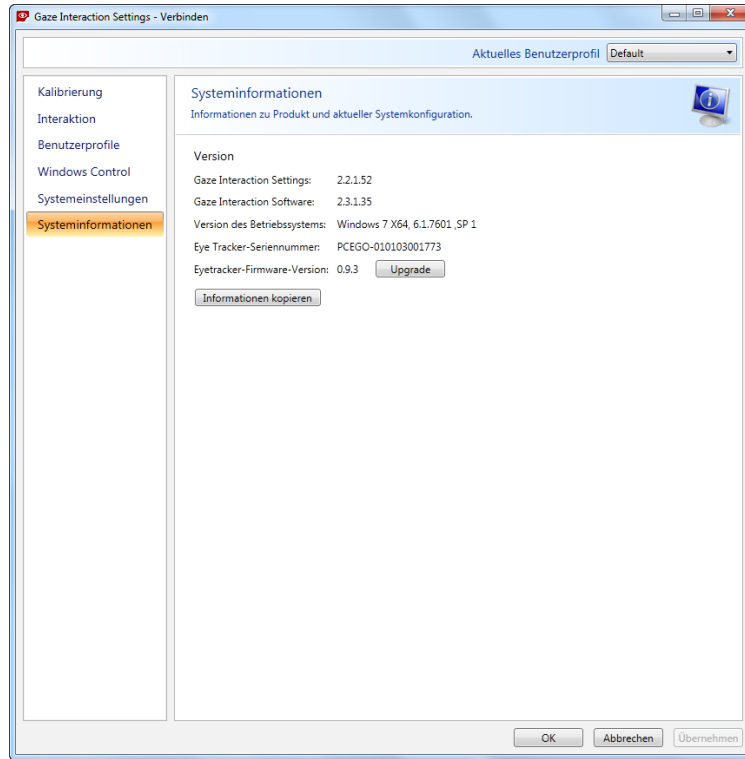 Gaze Interaction Settings - Verbinden
Aktuelles Benutzerprofil Default
Kalibrierung
Interaktion
Benutzerprofile
Windows Control
Systemeinstellungen
Systeminformationen
Systeminformationen
Informationen zu Produkt und aktueller Systemkonfiguration.
Version
Gaze Interaction Settings: 2.2.1.52
Gaze Interaction Software: 2.3.1.35
Version des Betriebssystems: Windows 7 X64, 6.1.7601 ,SP 1
Eye Tracker-Seriennummer: PCEGO-010103001773
Eyetracker-Firmware-Version: 0.9.3 Upgrade
Informationen kopieren
OK Abbrechen Übernehmen